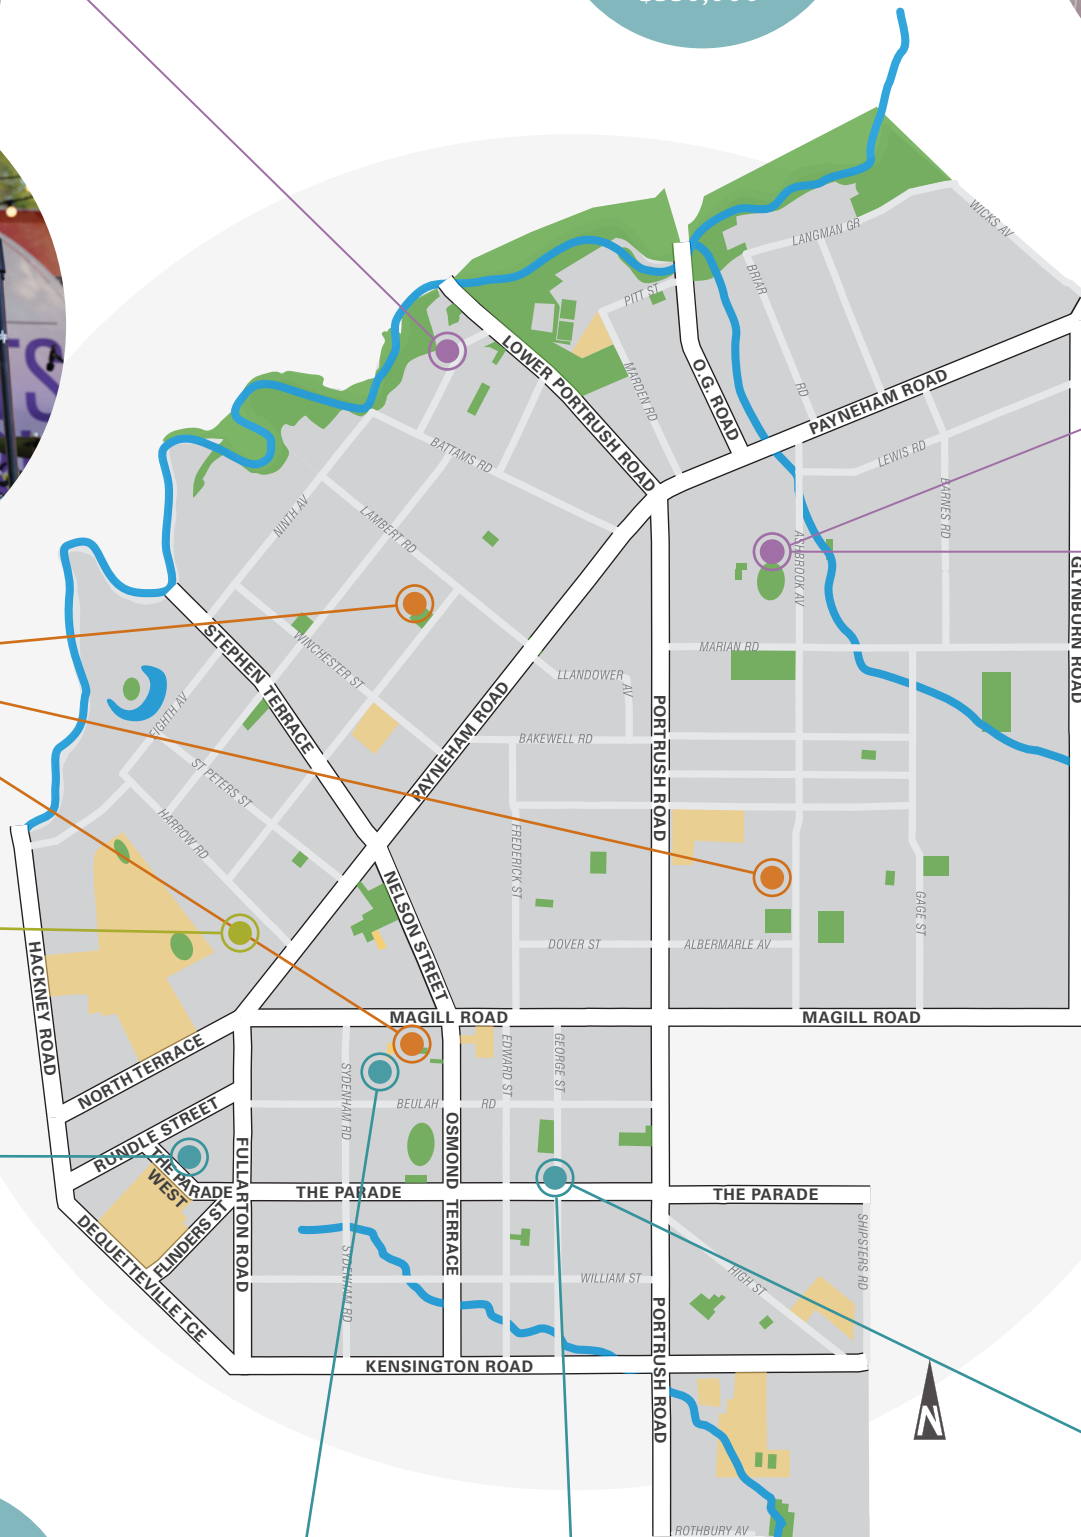 WICKS AV
LANGMAN GR
BRIAR
RD
PITT ST
LOWER PORTRUSH ROAD
MARDEN RD
O.G. ROAD
PAYNEHAM ROAD
BATTAMS RD
LEWIS RD
BARNES RD
NINTH AV
LAMBERT RD
ASHBROOK AV
GLYNBURN ROAD
STEPHEN TERRACE
WINCHESTER ST
MARIAN RD
LLANDOWER
AV
EIGHTH AV
PAYNEHAM ROAD
PORTRUSH ROAD
BAKEWELL RD
ST PETERS ST
HARROW RD
FREDERICK ST
NELSON STREET
GAGE ST
HACKNEY ROAD
DOVER ST
ALBERMARLE AV
MAGILL ROAD
MAGILL ROAD
NORTH TERRACE
SYDENHAM RD
EDWARD ST
GEORGE ST
BEULAH
RD
RUNDLE STREET
OSMOND TERRACE
FULLARTON ROAD
THE PARADE
WEST
THE PARADE
THE PARADE
FLINDERS ST
DEQUETTEVILLE TCE
SYDENHAM RD
WILLIAM ST
HIGH ST
SHIPSTERS RD
PORTRUSH ROAD
KENSINGTON ROAD
N
ROTHBURY AV